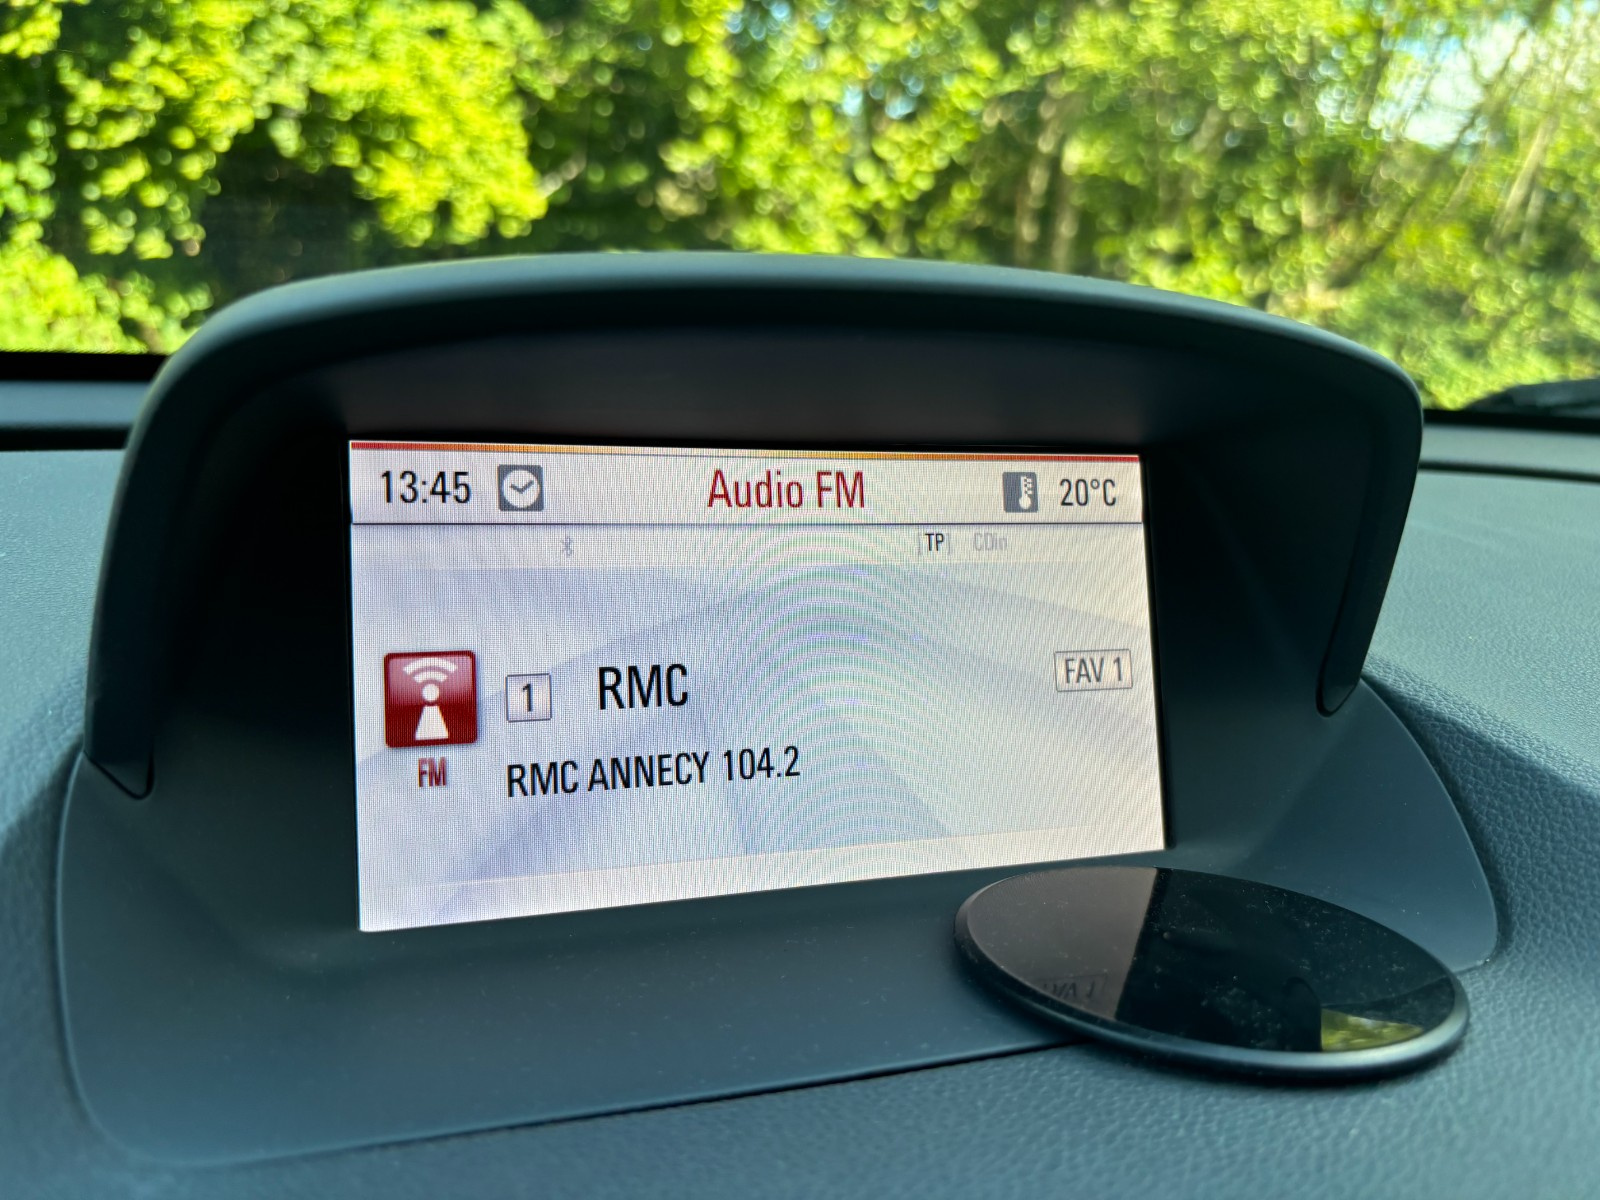 13:45 Audio FM 20°C
TP CDin
1 RMC FAV 1
FM RMC ANNECY 104.2